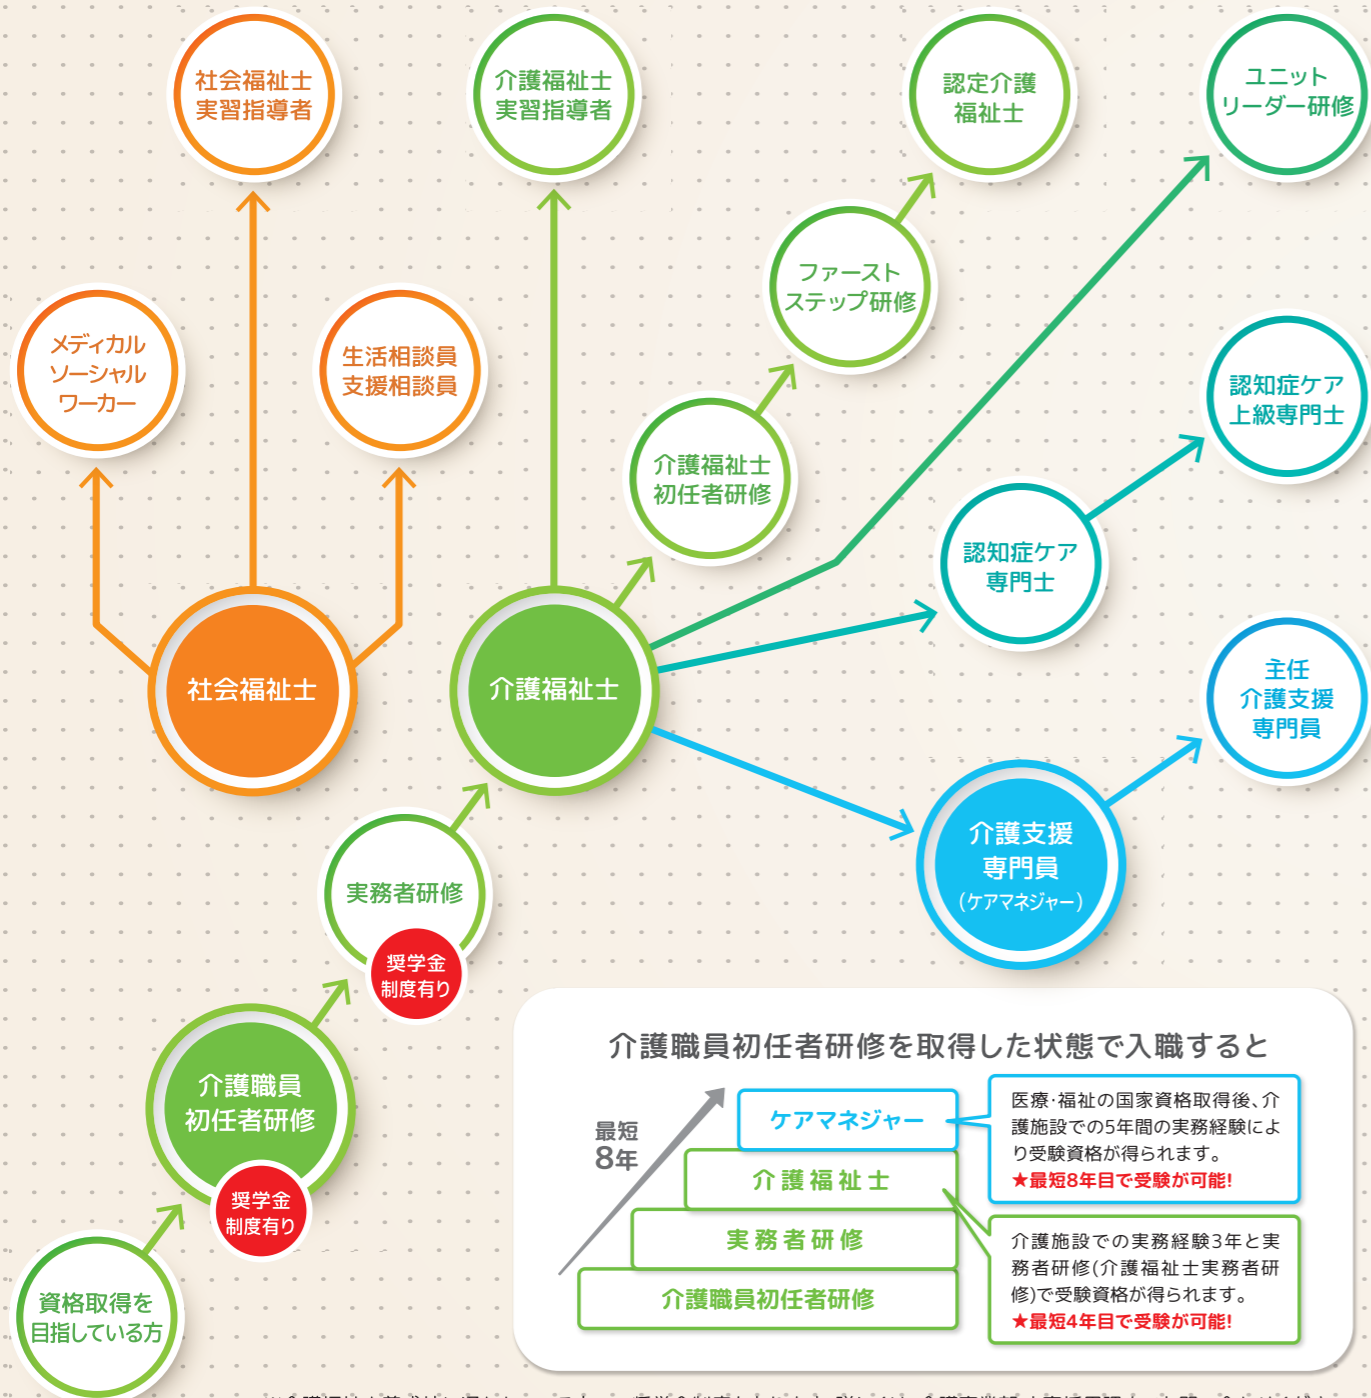 社会福祉士
実習指導者
介護福祉士
実習指導者
認定介護
福祉士
ユニット
リーダー研修
ファースト
ステップ研修
メディカル
ソーシャル
ワーカー
生活相談員
支援相談員
認知症ケア
上級専門士
介護福祉士
初任者研修
認知症ケア
専門士
社会福祉士
介護福祉士
主任
介護支援
専門員
介護支援
専門員
(ケアマネジャー)
実務者研修
奨学金
制度有り
介護職員
初任者研修
奨学金
制度有り
資格取得を
目指している方
介護職員初任者研修を取得した状態で入職すると
最短
8年
ケアマネジャー
介護福祉士
実務者研修
介護職員初任者研修
医療・福祉の国家資格取得後、介
護施設での5年間の実務経験によ
り受験資格が得られます。
★最短8年目で受験が可能!
介護施設での実務経験3年と実
務者研修(介護福祉士実務者研
修)で受験資格が得られます。
★最短4年目で受験が可能!